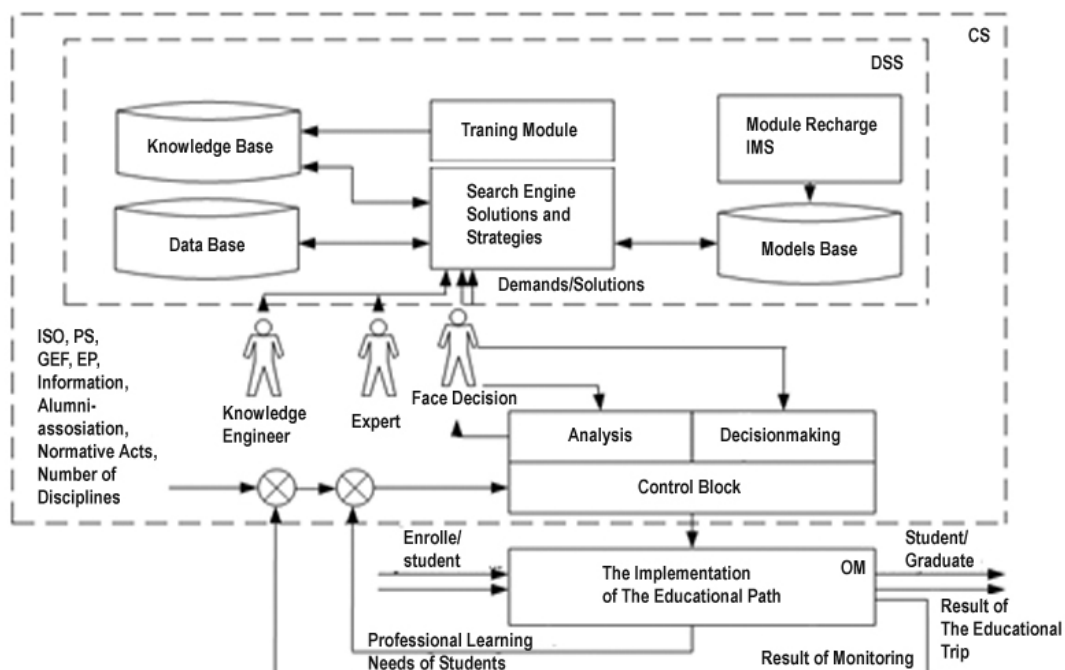 CS
DSS
Knowledge Base
Traning Module
Module Recharge
IMS
Search Engine
Solutions and
Strategies
Data Base
Models Base
Demands/Solutions
ISO, PS,
GEF, EP,
Information,
Alumni-
assosiation,
Normative Acts,
Number of
Disciplines
Knowledge
Engineer
Expert
Face Decision
Analysis
Decisionmaking
Control Block
Enrolle/
student
Student/
Graduate
The Implementation
of The Educational Path
OM
Result of
The Educational
Trip
Professional Learning
Needs of Students
Result of Monitoring